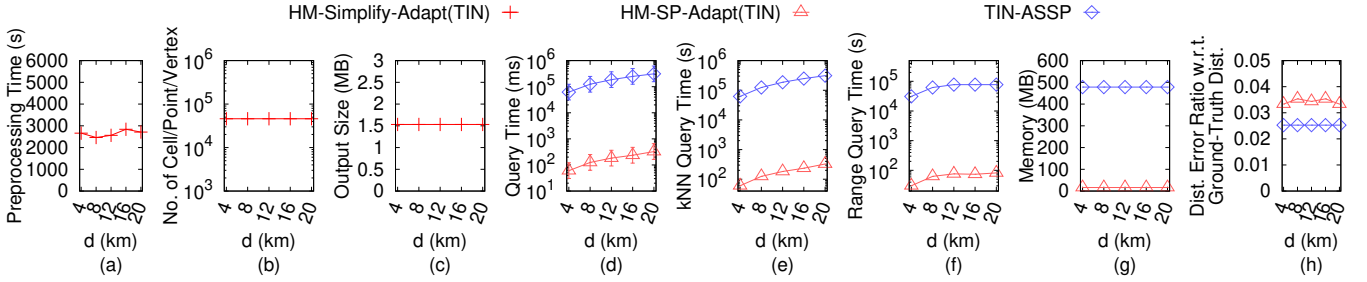 HM-Simplify-Adapt(TIN) HM-SP-Adapt(TIN) TIN-ASSP
Preprocessing Time (s)
6000
5000
4000
3000
2000
1000
0
4 8 12 16 20
d (km)
(a)
No. of Cell/Point/Vertex
10^6
10^5
10^4
10^3
4 8 12 16 20
d (km)
(b)
Output Size (MB)
3
2.5
2
1.5
1
0.5
0
4 8 12 16 20
d (km)
(c)
Query Time (ms)
10^6
10^5
10^4
10^3
10^2
10^1
4 8 12 16 20
d (km)
(d)
kNN Query Time (s)
10^6
10^5
10^4
10^3
10^2
4 8 12 16 20
d (km)
(e)
Range Query Time (s)
10^5
10^4
10^3
10^2
4 8 12 16 20
d (km)
(f)
Memory (MB)
600
500
400
300
200
100
0
4 8 12 16 20
d (km)
(g)
Dist. Error Ratio w.r.t.
Ground-Truth Dist.
0.05
0.04
0.03
0.02
0.01
0
4 8 12 16 20
d (km)
(h)